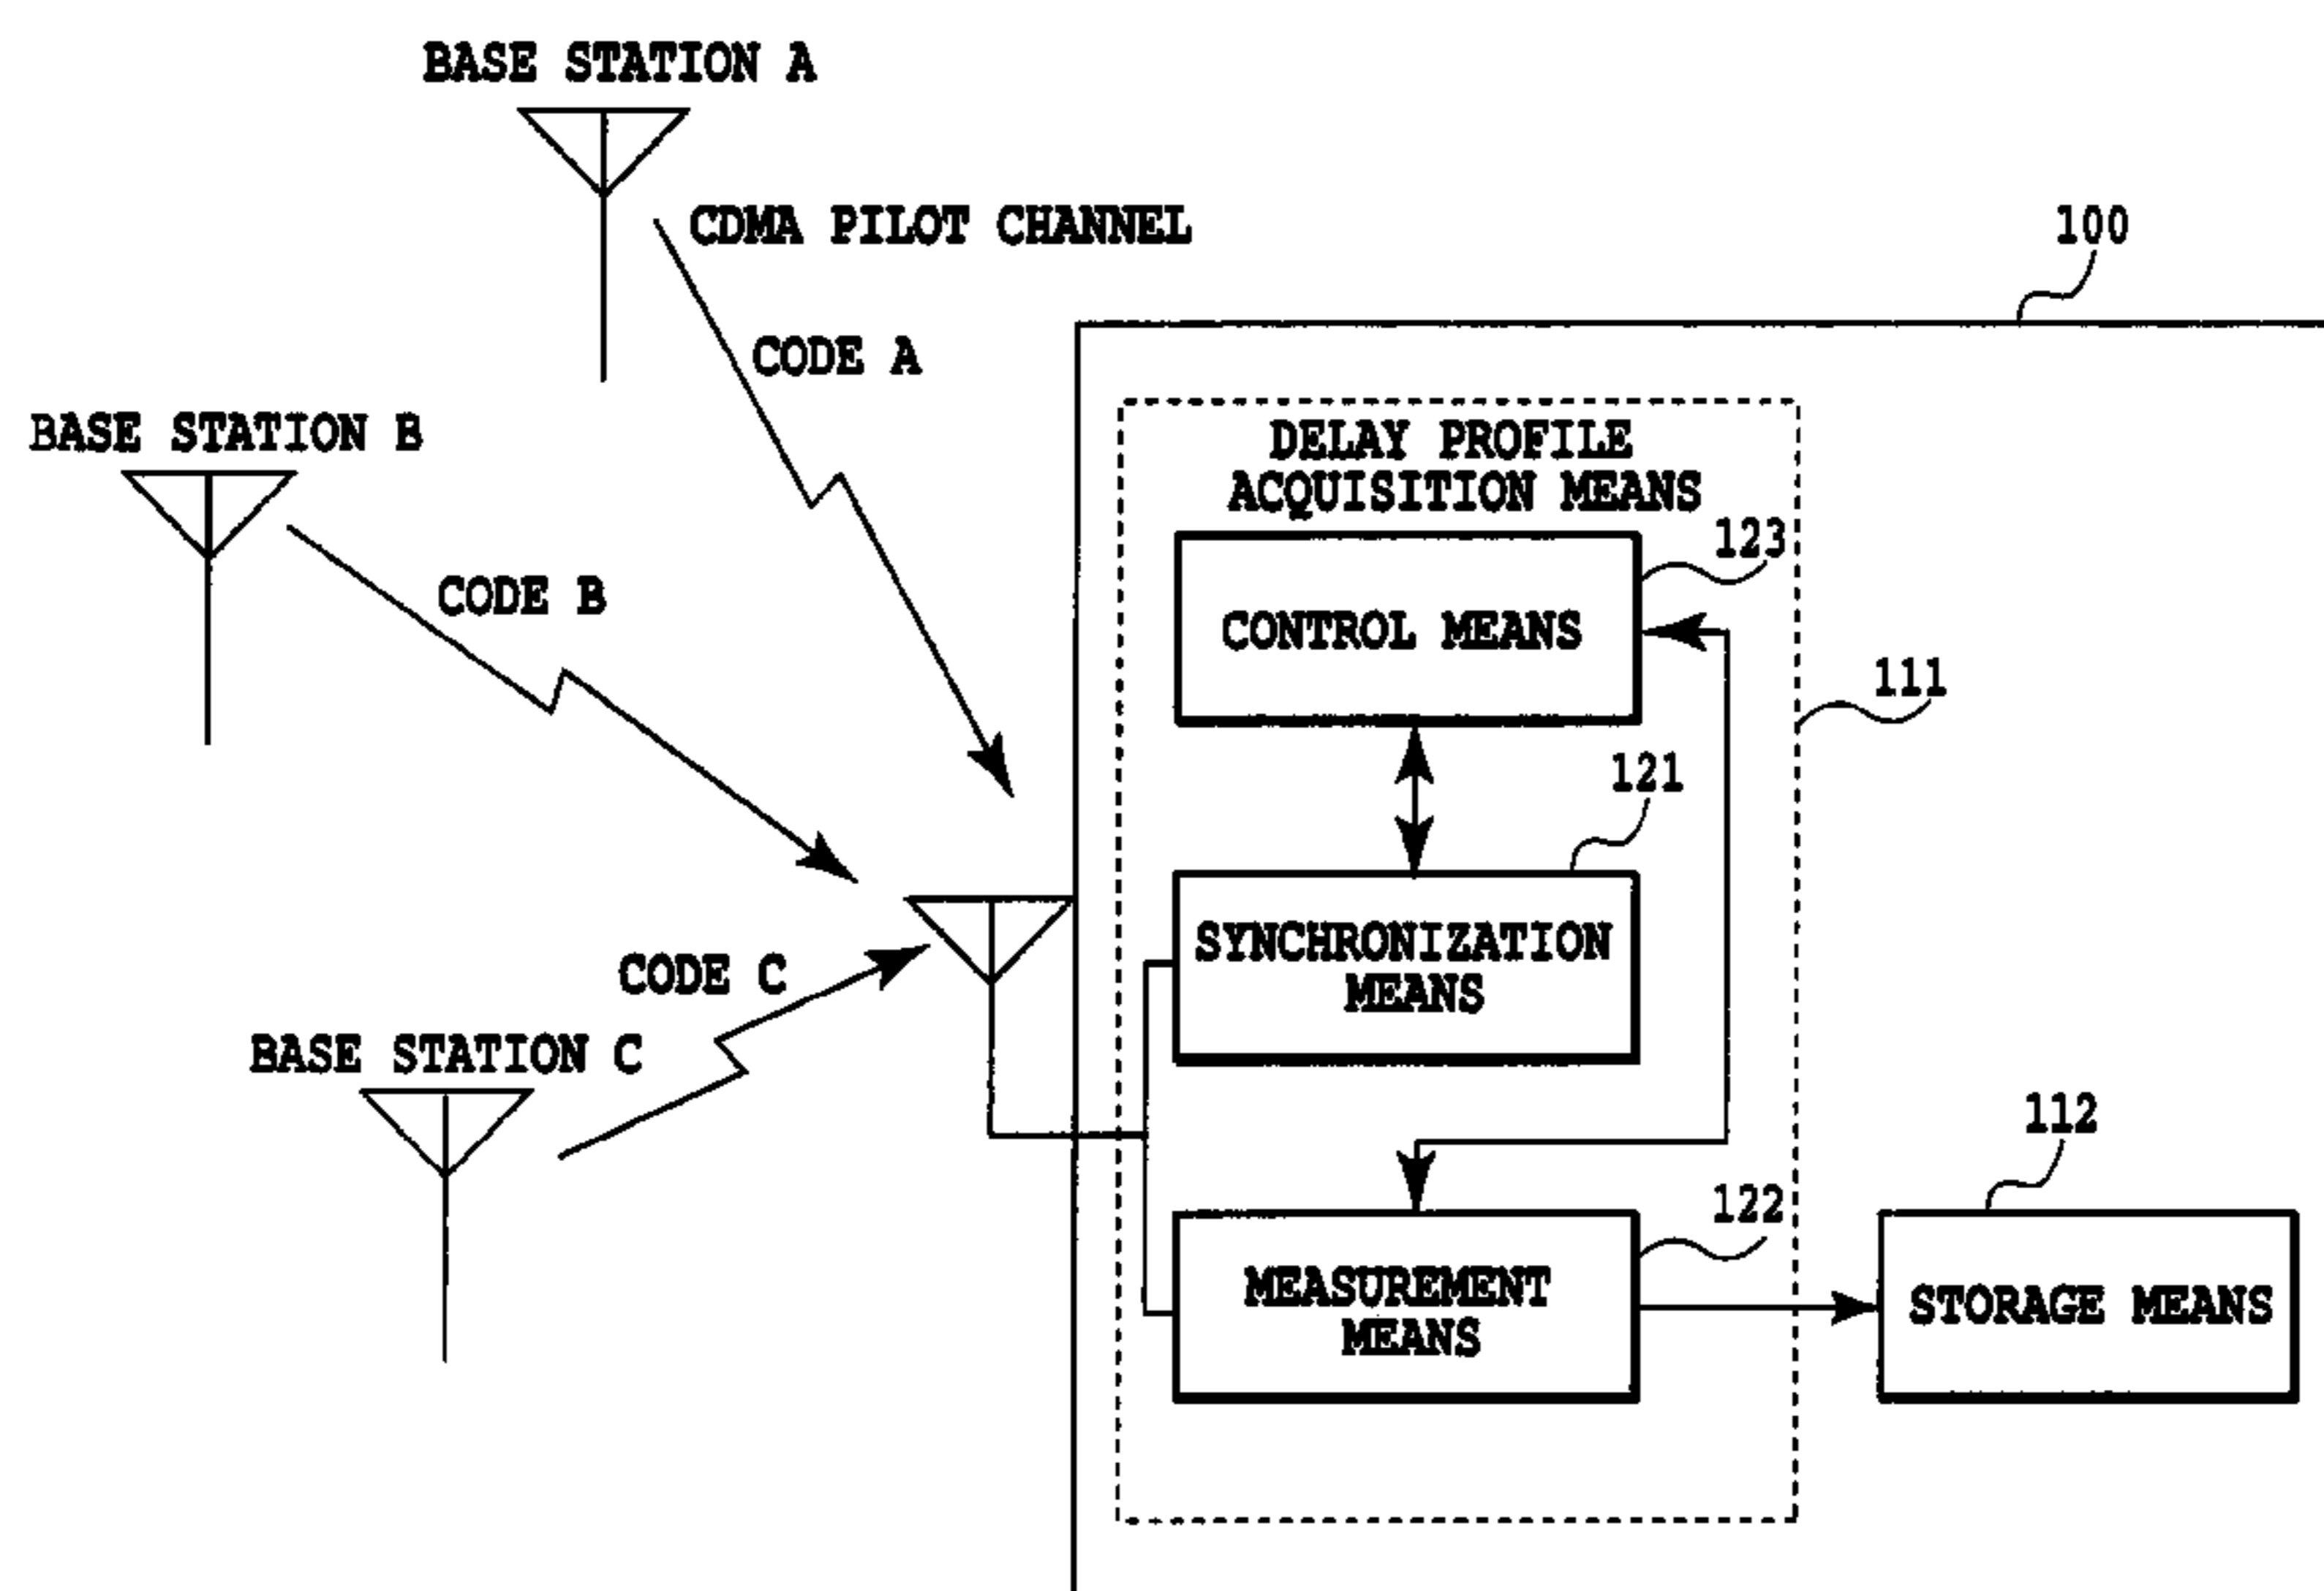 BASE STATION A
CDMA PILOT CHANNEL
100
CODE A
BASE STATION B
DELAY PROFILE
ACQUISITION MEANS
123
CODE B
CONTROL MEANS
111
121
SYNCHRONIZATION
MEANS
CODE C
BASE STATION C
112
122
MEASUREMENT
MEANS
STORAGE MEANS